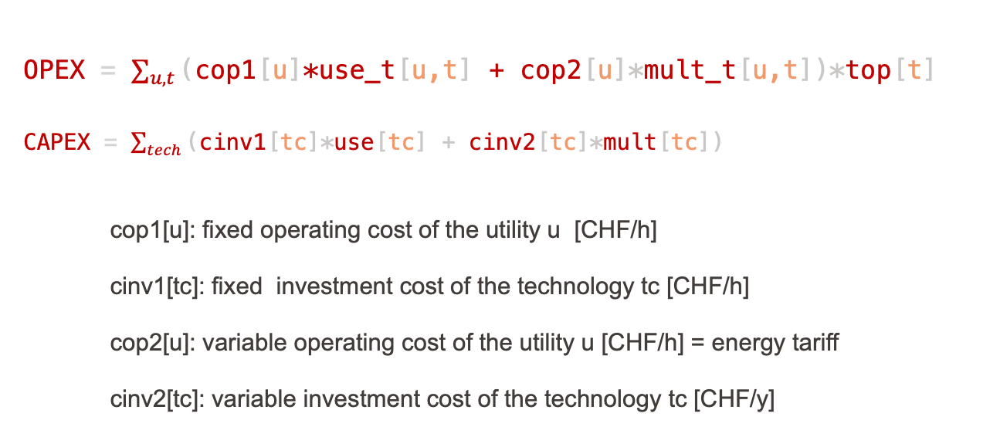 OPEX = ∑u,t(cop1[u]*use_t[u,t] + cop2[u]*mult_t[u,t])*top[t]
CAPEX = ∑tech(cinv1[tc]*use[tc] + cinv2[tc]*mult[tc])
cop1[u]: fixed operating cost of the utility u  [CHF/h]
cinv1[tc]: fixed  investment cost of the technology tc [CHF/h]
cop2[u]: variable operating cost of the utility u [CHF/h] = energy tariff
cinv2[tc]: variable investment cost of the technology tc [CHF/y]